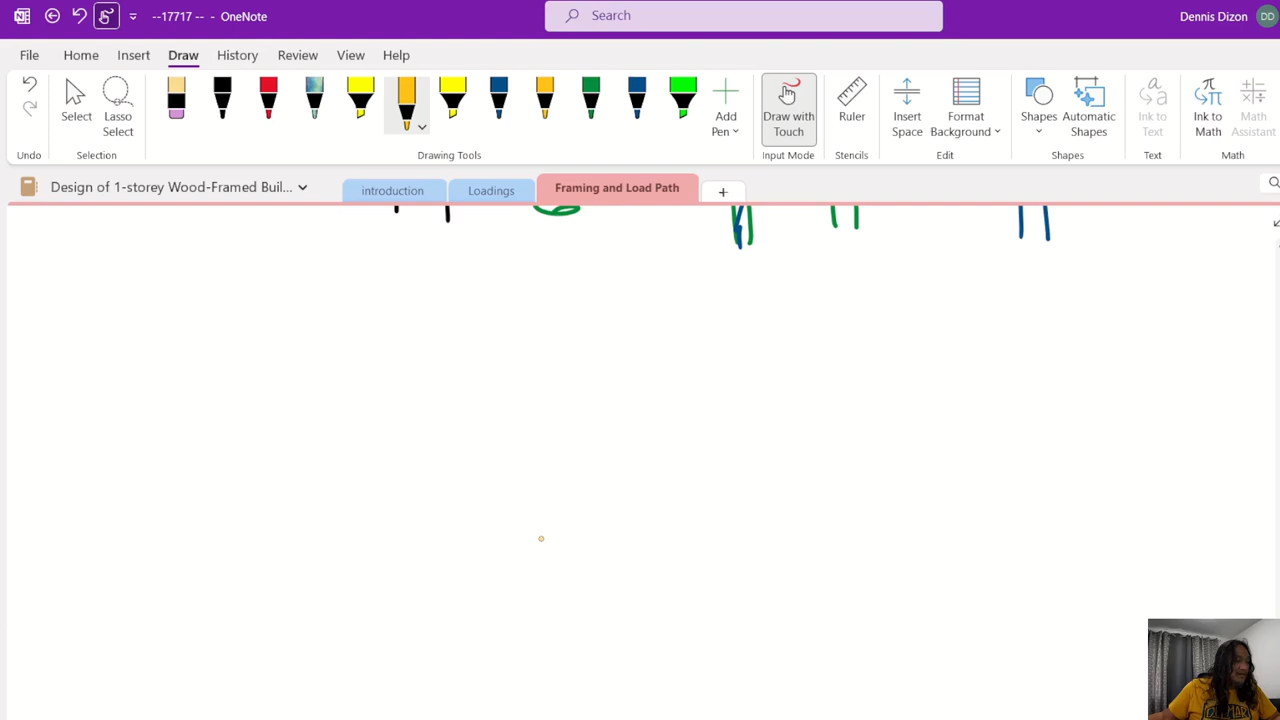 --17717 -- - OneNote
Search
Dennis Dizon
DD
File Home Insert Draw History Review View Help
Select
Lasso Select
Add Pen
Draw with Touch
Ruler
Insert Space
Format Background
Shapes
Automatic Shapes
Ink to Text
Ink to Math
Math Assistant
Undo Selection Drawing Tools Input Mode Stencils Edit Shapes Text Math
Design of 1-storey Wood-Framed Buil...
introduction Loadings Framing and Load Path +